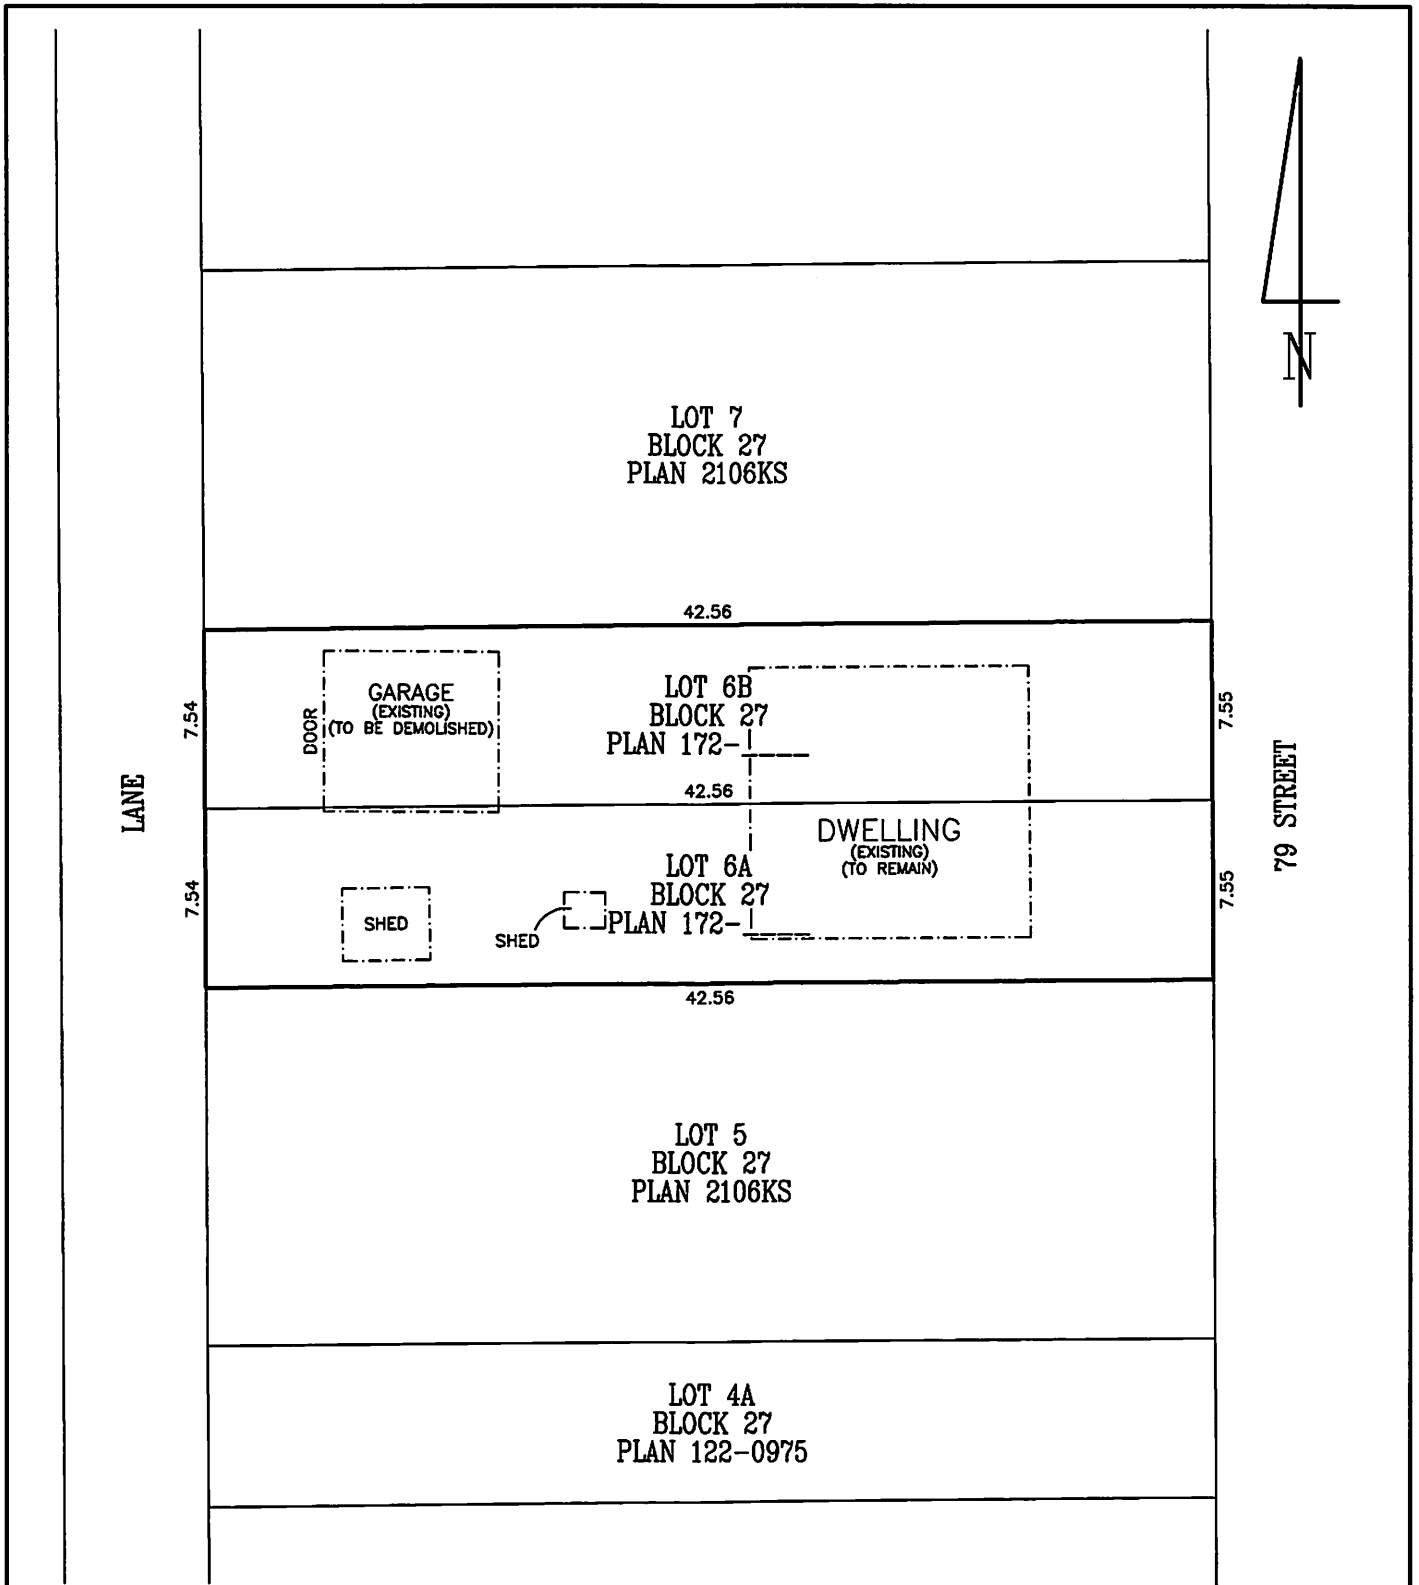 N
LOT 7
BLOCK 27
PLAN 2106KS
42.56
GARAGE
(EXISTING)
(TO BE DEMOLISHED)
DOOR
LOT 6B
BLOCK 27
PLAN 172-
7.54
7.55
42.56
LANE
79 STREET
DWELLING
(EXISTING)
(TO REMAIN)
LOT 6A
BLOCK 27
PLAN 172-
7.54
7.55
SHED
SHED
42.56
LOT 5
BLOCK 27
PLAN 2106KS
LOT 4A
BLOCK 27
PLAN 122-0975